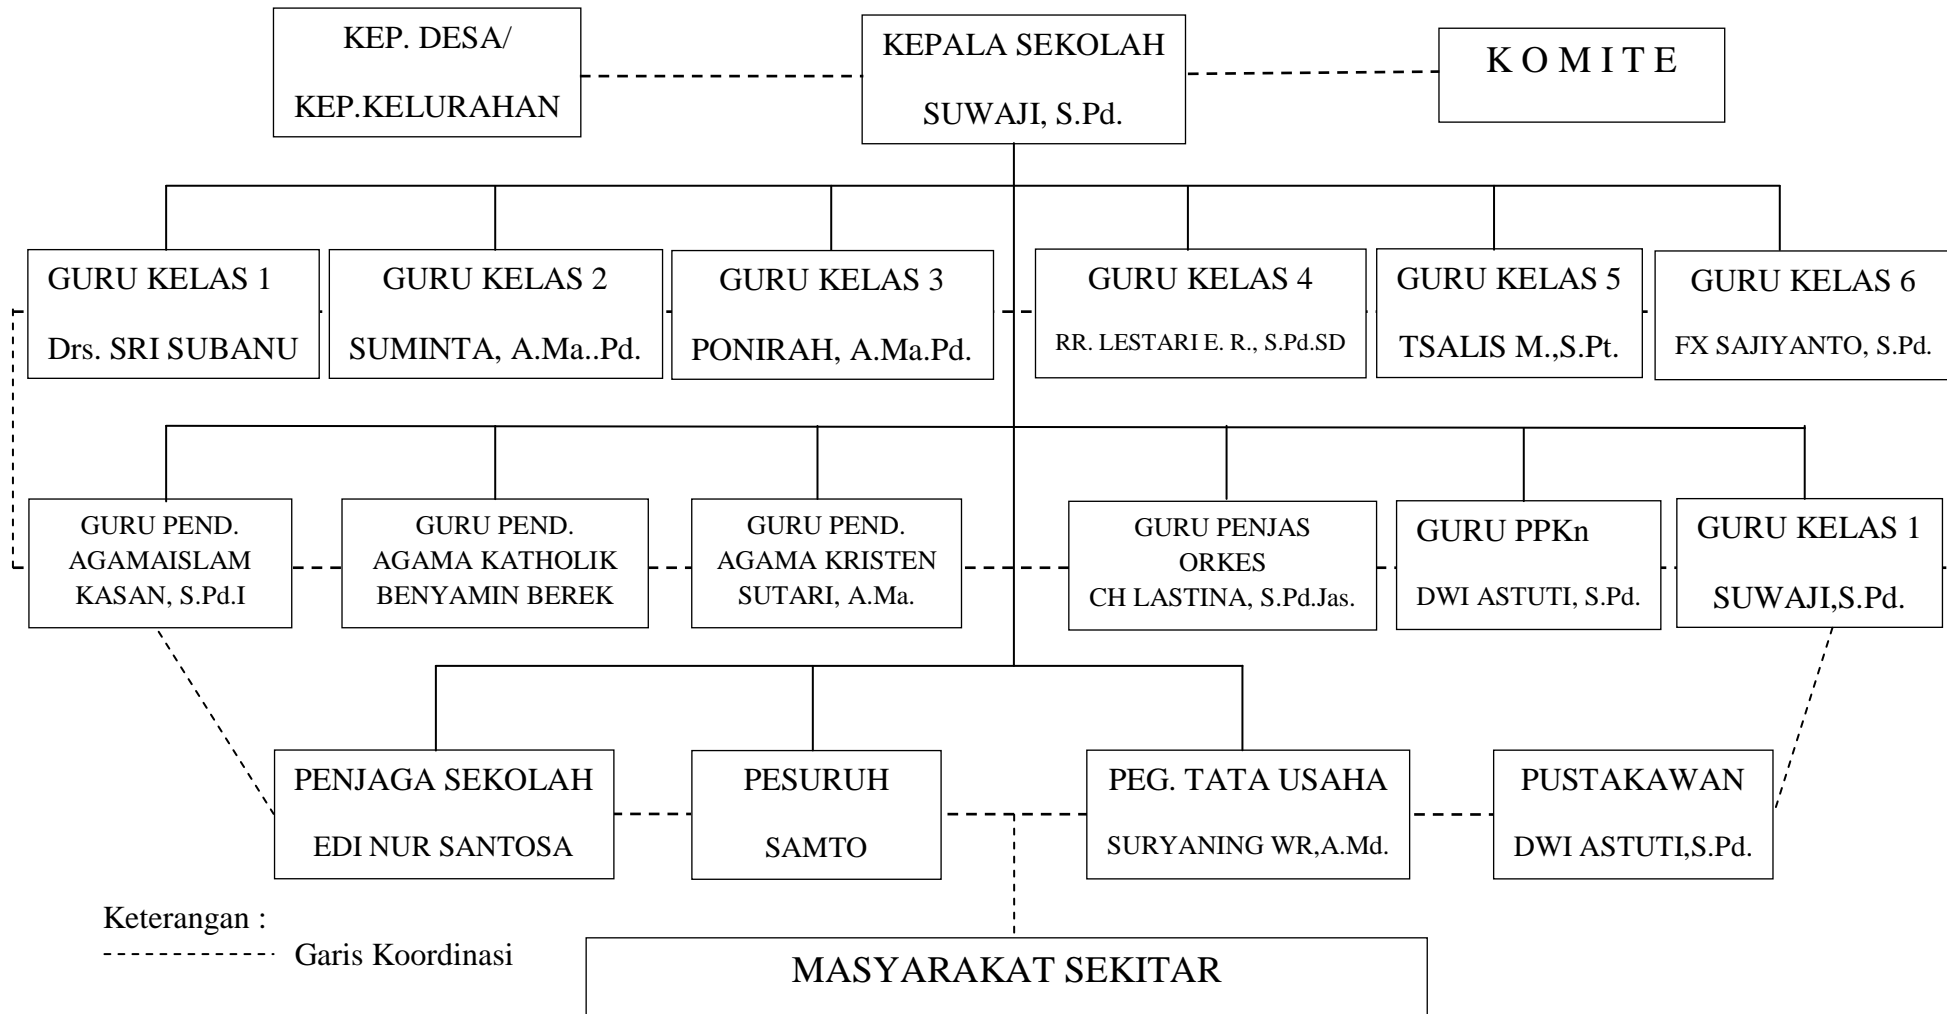 KEP. DESA/
KEP.KELURAHAN
KEPALA SEKOLAH
SUWAJI, S.Pd.
K O M I T E
GURU KELAS 1
Drs. SRI SUBANU
GURU KELAS 2
SUMINTA, A.Ma..Pd.
GURU KELAS 3
PONIRAH, A.Ma.Pd.
GURU KELAS 4
RR. LESTARI E. R., S.Pd.SD
GURU KELAS 5
TSALIS M.,S.Pt.
GURU KELAS 6
FX SAJIYANTO, S.Pd.
GURU PEND.
AGAMAISLAM
KASAN, S.Pd.I
GURU PEND.
AGAMA KATHOLIK
BENYAMIN BEREK
GURU PEND.
AGAMA KRISTEN
SUTARI, A.Ma.
GURU PENJAS
ORKES
CH LASTINA, S.Pd.Jas.
GURU PPKn
DWI ASTUTI, S.Pd.
GURU KELAS 1
SUWAJI,S.Pd.
PENJAGA SEKOLAH
EDI NUR SANTOSA
PESURUH
SAMTO
PEG. TATA USAHA
SURYANING WR,A.Md.
PUSTAKAWAN
DWI ASTUTI,S.Pd.
Keterangan :
Garis Koordinasi
MASYARAKAT SEKITAR